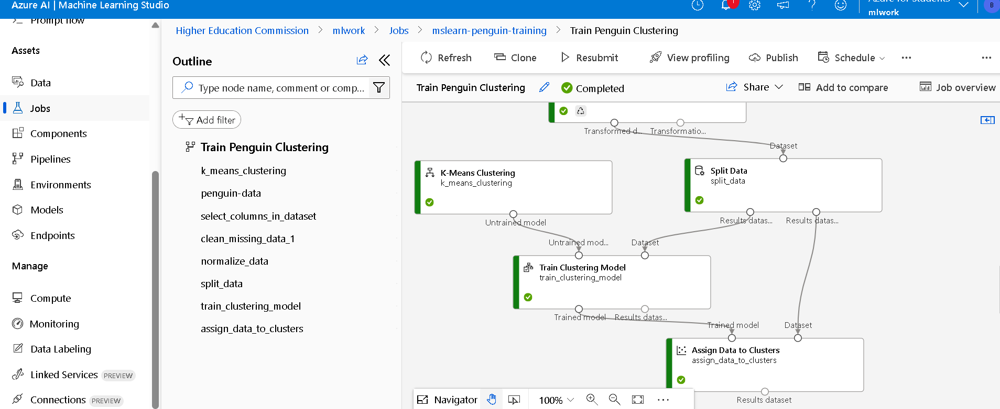 Azure AI | Machine Learning Studio
1
Azure for Students
mlwork
B
Prompt flow
Assets
Data
Jobs
Components
Pipelines
Environments
Models
Endpoints
Manage
Compute
Monitoring
Data Labeling
Linked Services PREVIEW
Connections PREVIEW
Higher Education Commission > mlwork > Jobs > mslearn-penguin-training > Train Penguin Clustering
Outline
Type node name, comment or comp...
Add filter
Train Penguin Clustering
k_means_clustering
penguin-data
select_columns_in_dataset
clean_missing_data_1
normalize_data
split_data
train_clustering_model
assign_data_to_clusters
Refresh Clone Resubmit View profiling Publish Schedule ... ...
Train Penguin Clustering Completed Share Add to compare Job overview
Transformed d... Transformatio...
Dataset
K-Means Clustering
k_means_clustering
Untrained model
Split Data
split_data
Results datas... Results datas...
Untrained mod... Dataset
Train Clustering Model
train_clustering_model
Trained model Results datas...
Trained model Dataset
Assign Data to Clusters
assign_data_to_clusters
Results dataset
Navigator 100% ...